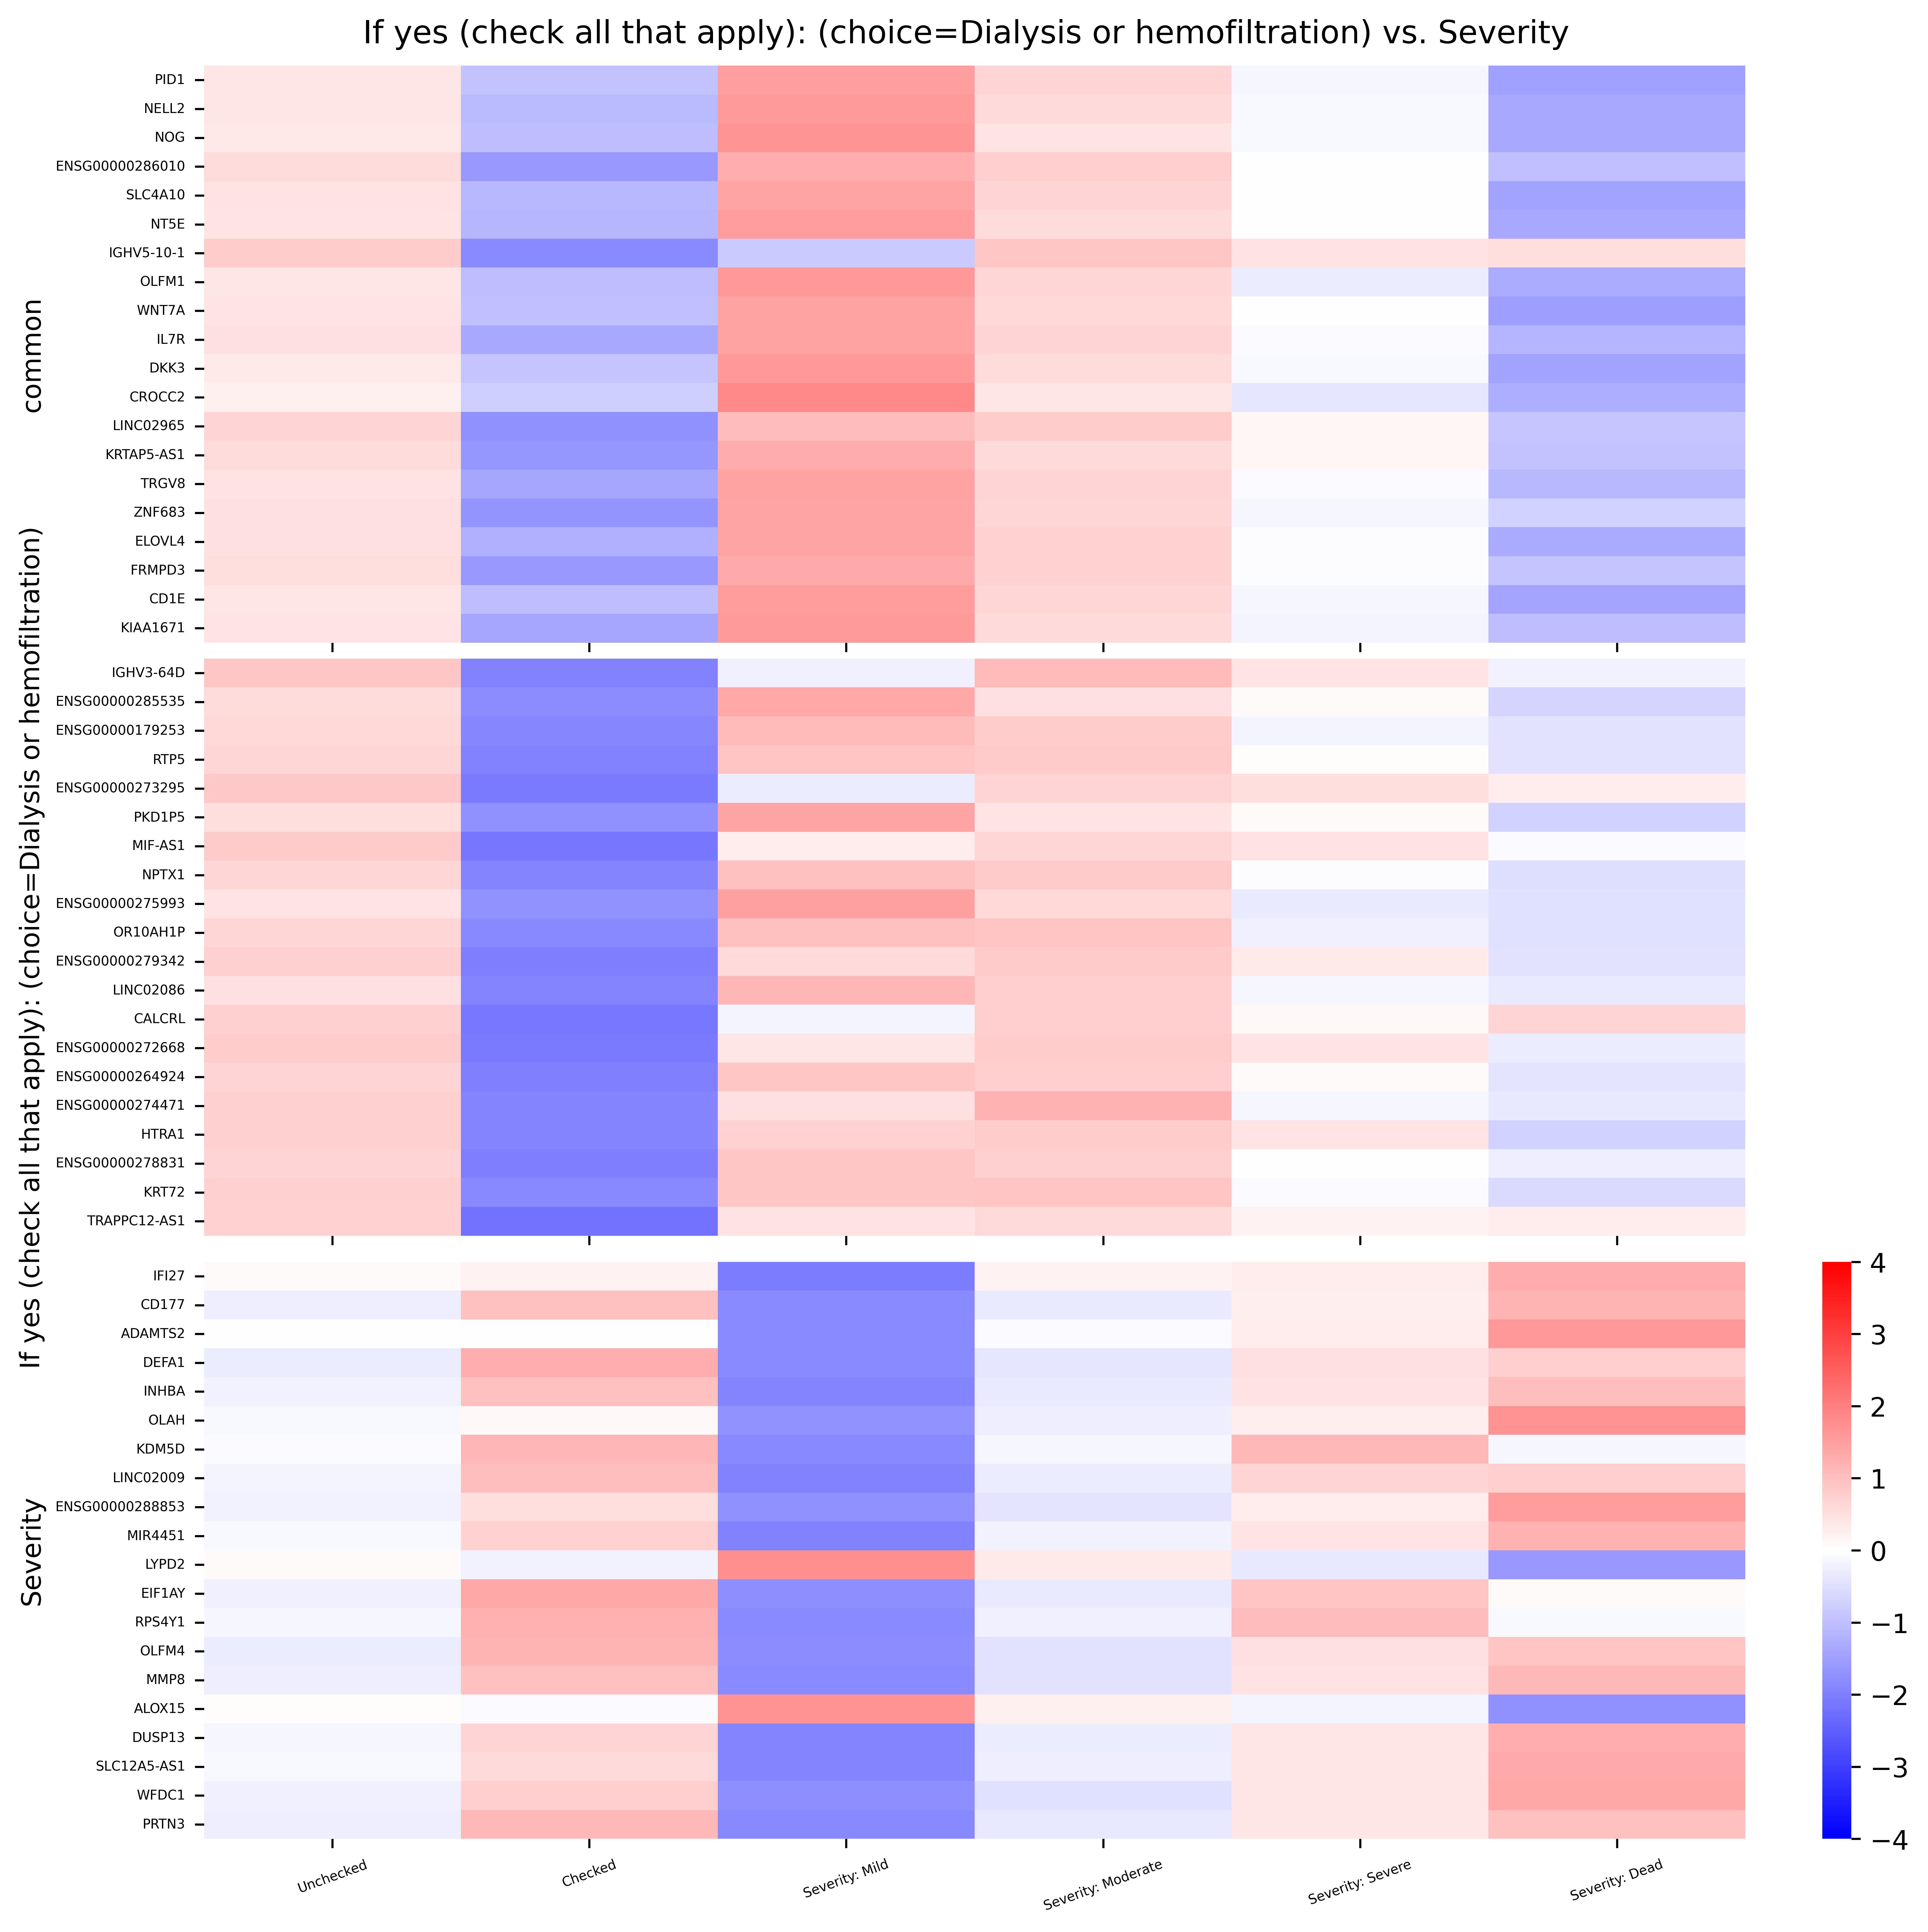 If yes (check all that apply): (choice=Dialysis or hemofiltration) vs. Severity
common
PID1
NELL2
NOG
ENSG00000286010
SLC4A10
NT5E
IGHV5-10-1
OLFM1
WNT7A
IL7R
DKK3
CROCC2
LINC02965
KRTAP5-AS1
TRGV8
ZNF683
ELOVL4
FRMPD3
CD1E
KIAA1671
If yes (check all that apply): (choice=Dialysis or hemofiltration)
IGHV3-64D
ENSG00000285535
ENSG00000179253
RTP5
ENSG00000273295
PKD1P5
MIF-AS1
NPTX1
ENSG00000275993
OR10AH1P
ENSG00000279342
LINC02086
CALCRL
ENSG00000272668
ENSG00000264924
ENSG00000274471
HTRA1
ENSG00000278831
KRT72
TRAPPC12-AS1
Severity
IFI27
CD177
ADAMTS2
DEFA1
INHBA
OLAH
KDM5D
LINC02009
ENSG00000288853
MIR4451
LYPD2
EIF1AY
RPS4Y1
OLFM4
MMP8
ALOX15
DUSP13
SLC12A5-AS1
WFDC1
PRTN3
Unchecked
Checked
Severity: Mild
Severity: Moderate
Severity: Severe
Severity: Dead
4
3
2
1
0
−1
−2
−3
−4